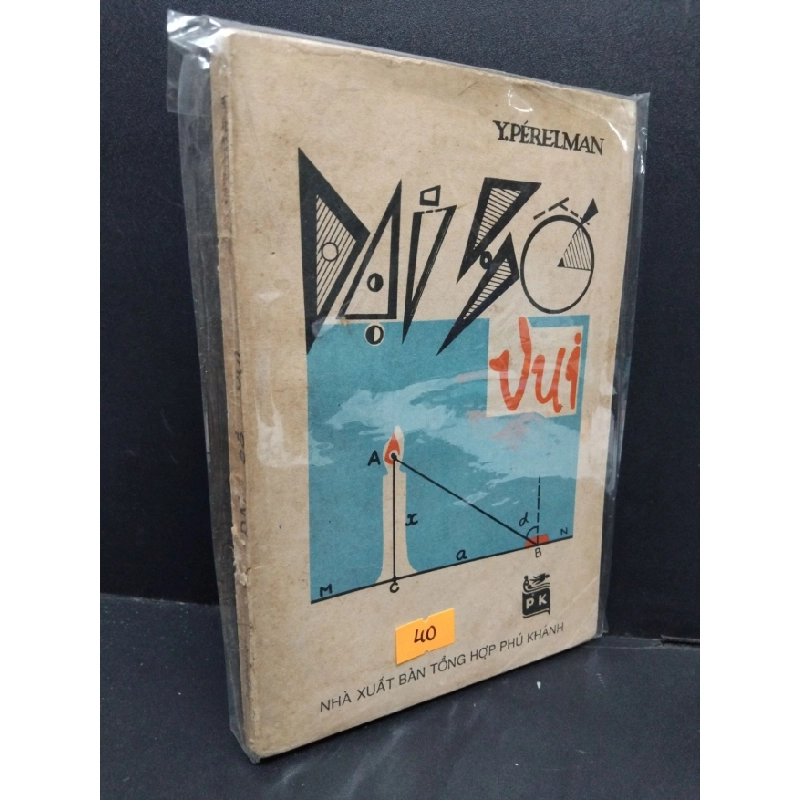 Y.PÉRELMAN
ĐẠI SỐ
vui
A
x
d
a
M
C
B
N
PK
40
NHÀ XUẤT BẢN TỔNG HỢP PHÚ KHÁNH